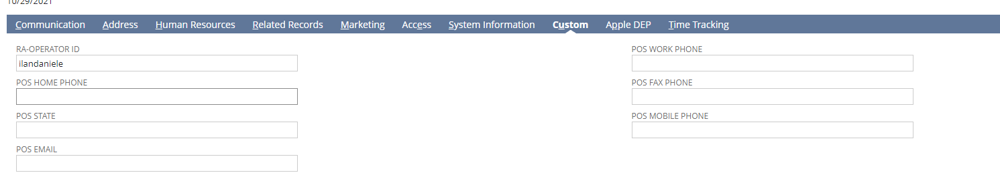 10/29/2021
Communication Address Human Resources Related Records Marketing Access System Information Custom Apple DEP Time Tracking
RA-OPERATOR ID
ilandaniele
POS HOME PHONE
POS STATE
POS EMAIL
POS WORK PHONE
POS FAX PHONE
POS MOBILE PHONE